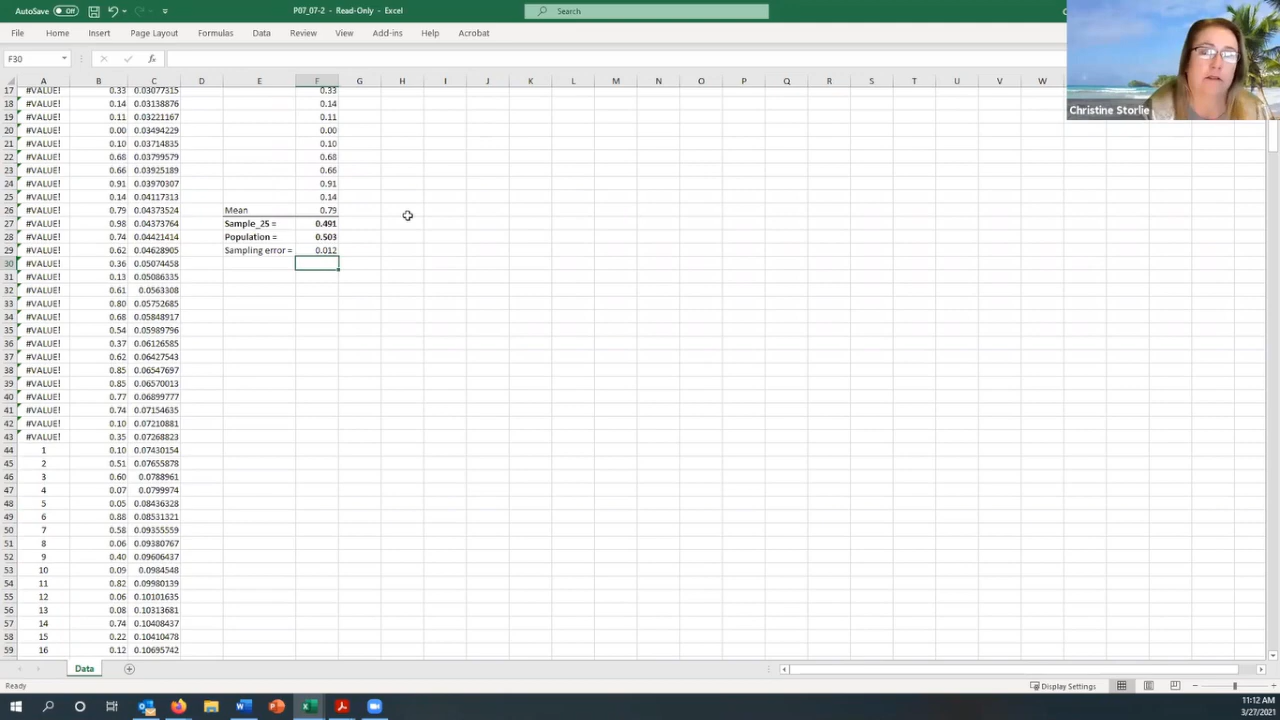 AutoSave Off P07_07-2 - Read-Only - Excel Search
File Home Insert Page Layout Formulas Data Review View Add-ins Help Acrobat
F30 fx
A B C D E F G H I J K L M N O P Q R S T U V W
Christine Storlie
17 #VALUE! 0.33 0.03077315 0.33
18 #VALUE! 0.14 0.03138876 0.14
19 #VALUE! 0.11 0.03221167 0.11
20 #VALUE! 0.00 0.03494229 0.00
21 #VALUE! 0.10 0.03714835 0.10
22 #VALUE! 0.68 0.03799579 0.68
23 #VALUE! 0.66 0.03925189 0.66
24 #VALUE! 0.91 0.03970307 0.91
25 #VALUE! 0.14 0.04117313 0.14
26 #VALUE! 0.79 0.04373524 Mean 0.79
27 #VALUE! 0.98 0.04373764 Sample_25 = 0.491
28 #VALUE! 0.74 0.04421414 Population = 0.503
29 #VALUE! 0.62 0.04628905 Sampling error = 0.012
30 #VALUE! 0.36 0.05074458
31 #VALUE! 0.13 0.05086335
32 #VALUE! 0.61 0.0563308
33 #VALUE! 0.80 0.05752685
34 #VALUE! 0.68 0.05848917
35 #VALUE! 0.54 0.05989796
36 #VALUE! 0.37 0.06126585
37 #VALUE! 0.62 0.06427543
38 #VALUE! 0.85 0.06547697
39 #VALUE! 0.85 0.06570013
40 #VALUE! 0.77 0.06899777
41 #VALUE! 0.74 0.07154635
42 #VALUE! 0.10 0.07210881
43 #VALUE! 0.35 0.07268823
44 1 0.10 0.07430154
45 2 0.51 0.07655878
46 3 0.60 0.0788961
47 4 0.07 0.0799974
48 5 0.05 0.08436328
49 6 0.88 0.08531321
50 7 0.58 0.09355559
51 8 0.06 0.09380767
52 9 0.40 0.09606437
53 10 0.09 0.0984548
54 11 0.82 0.09980139
55 12 0.06 0.10101635
56 13 0.08 0.10313681
57 14 0.74 0.10408437
58 15 0.22 0.10410478
59 16 0.12 0.10695742
Data
Ready Display Settings
11:12 AM
3/27/2021